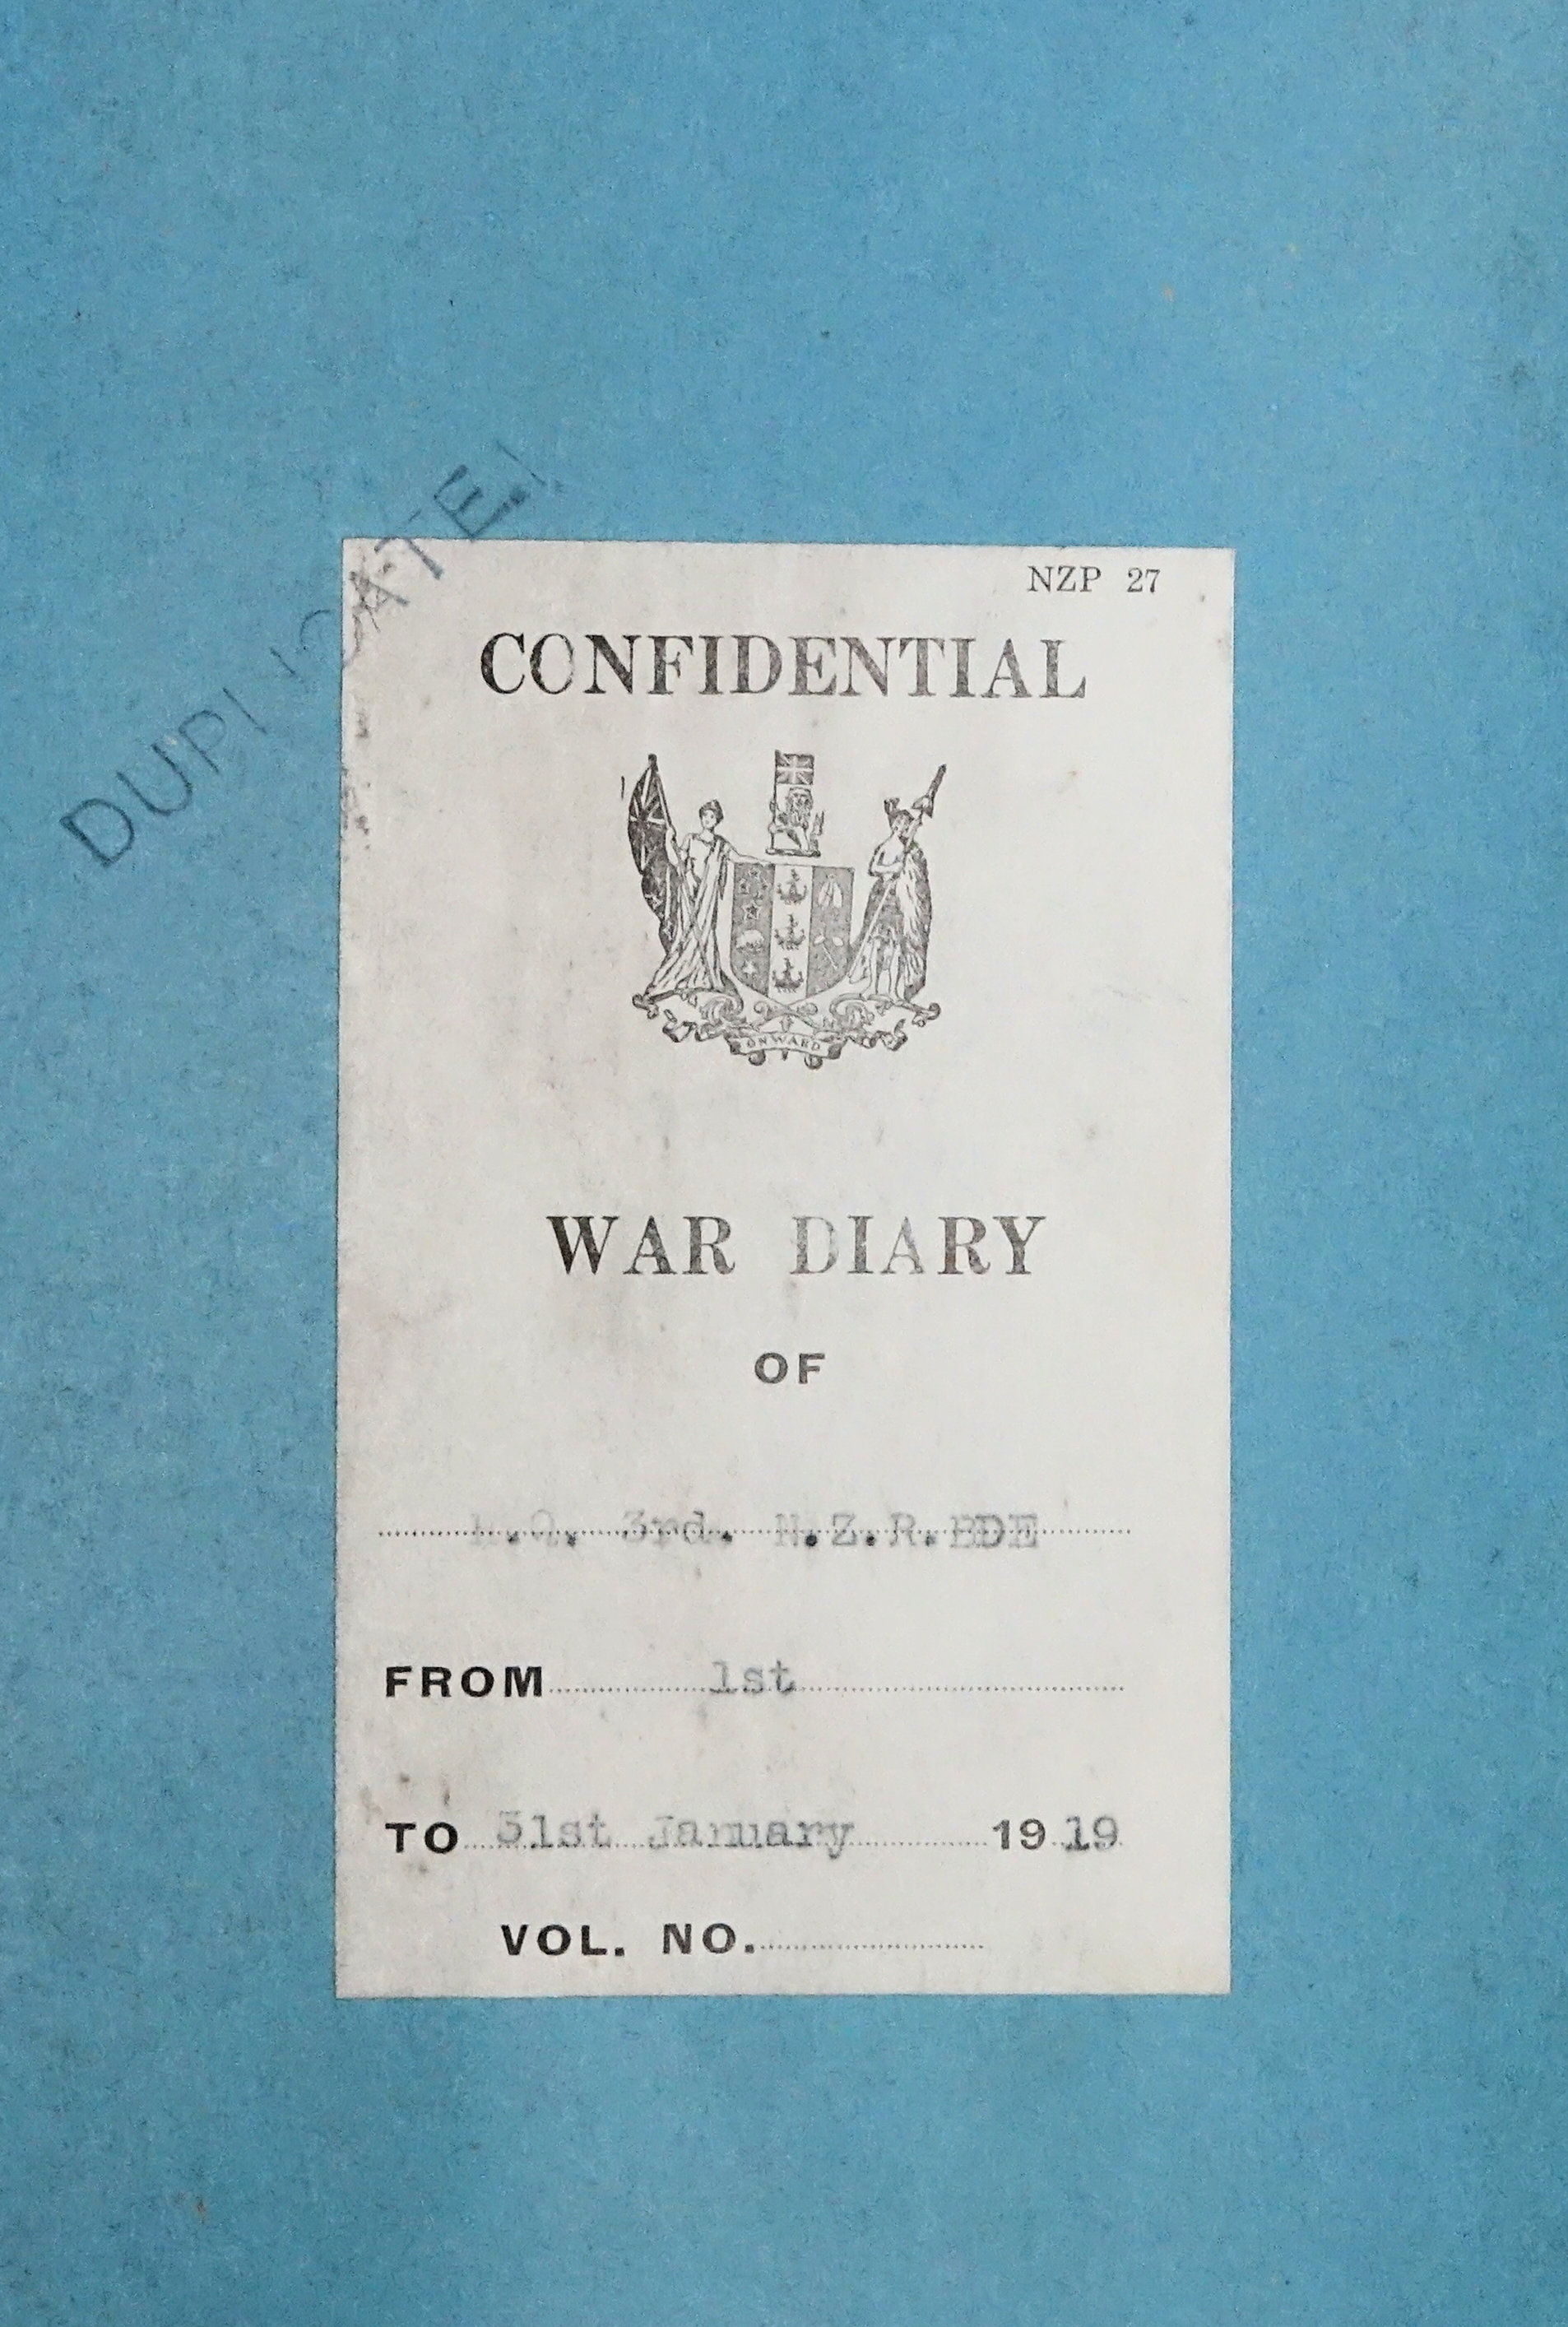 DUPLICATE.
NZP 27
CONFIDENTIAL
ONWARD
WAR DIARY
OF
H.Q. 3rd. N.Z.R.BDE
FROM 1st
TO 31st January 1919
VOL. NO.